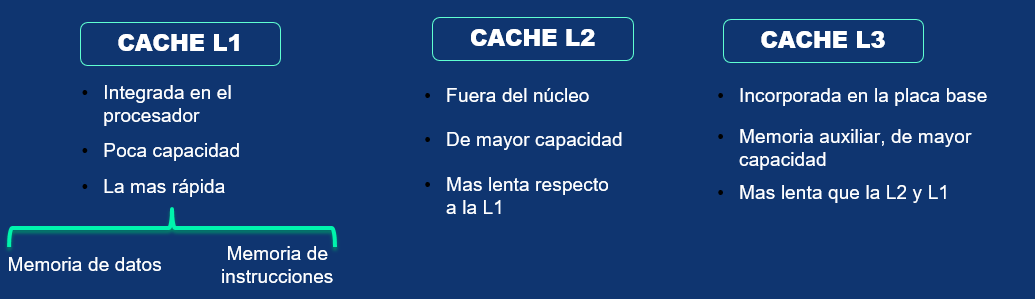 CACHE L1
• Integrada en el
procesador
• Poca capacidad
• La mas rápida
Memoria de datos
Memoria de
instrucciones
CACHE L2
• Fuera del núcleo
• De mayor capacidad
• Mas lenta respecto
a la L1
CACHE L3
• Incorporada en la placa base
• Memoria auxiliar, de mayor
capacidad
• Mas lenta que la L2 y L1